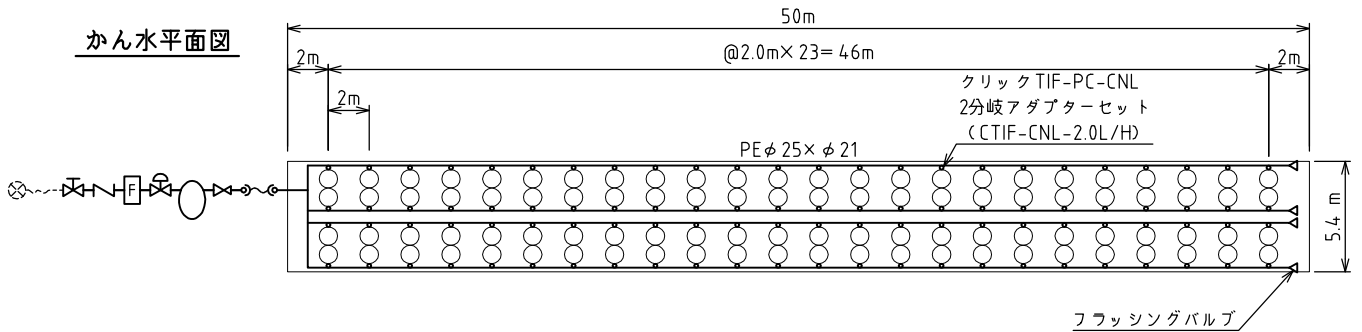 かん水平面図
50m
2m
@2.0m×23=46m
2m
2m
クリックTIF-PC-CNL
2分岐アダプターセット
(CTIF-CNL-2.0L/H)
PEφ25×φ21
F
5.4 m
フラッシングバルブ